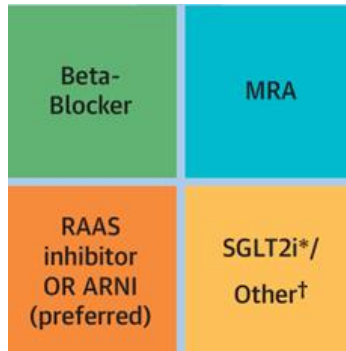 Beta-
Blocker
MRA
RAAS
inhibitor
OR ARNI
(preferred)
SGLT2i*/
Other†